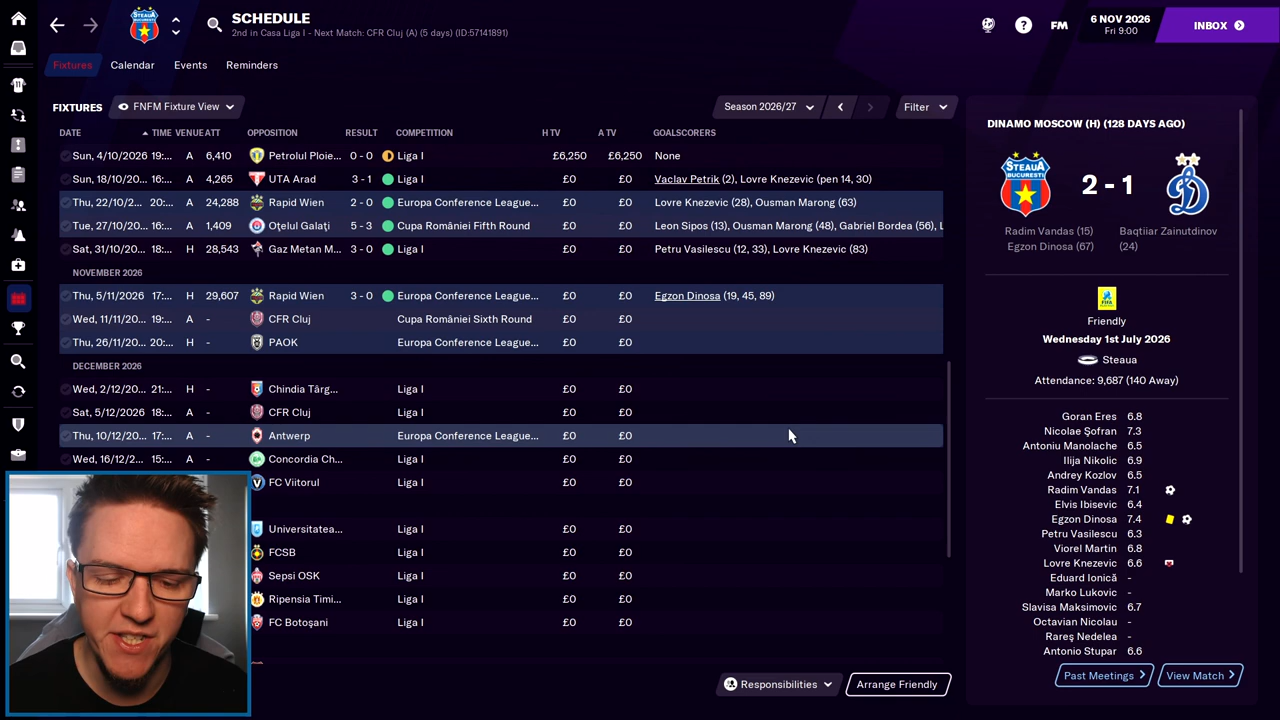 SCHEDULE
2nd in Casa Liga I - Next Match: CFR Cluj (A) (5 days) (ID:57141891)
FM
6 NOV 2026
Fri 9:00
INBOX
Fixtures Calendar Events Reminders
FIXTURES FNFM Fixture View Season 2026/27 Filter
DATE TIME VENUE ATT OPPOSITION RESULT COMPETITION H TV A TV GOALSCORERS
Sun, 4/10/2026 19:... A 6,410 Petrolul Ploie... 0 - 0 Liga I £6,250 £6,250 None
Sun, 18/10/20... 16:... A 4,265 UTA Arad 3 - 1 Liga I £0 £0 Vaclav Petrik (2), Lovre Knezevic (pen 14, 30)
Thu, 22/10/2... 20:... A 24,288 Rapid Wien 2 - 0 Europa Conference League... £0 £0 Lovre Knezevic (28), Ousman Marong (63)
Tue, 27/10/20... 16:... A 1,409 Oțelul Galați 5 - 3 Cupa României Fifth Round £0 £0 Leon Sipos (13), Ousman Marong (48), Gabriel Bordea (56), L
Sat, 31/10/20... 18:... H 28,543 Gaz Metan M... 3 - 0 Liga I £0 £0 Petru Vasilescu (12, 33), Lovre Knezevic (83)
NOVEMBER 2026
Thu, 5/11/2026 17:... H 29,607 Rapid Wien 3 - 0 Europa Conference League... £0 £0 Egzon Dinosa (19, 45, 89)
Wed, 11/11/20... 19:... A - CFR Cluj Cupa României Sixth Round £0 £0
Thu, 26/11/20... 20:... H - PAOK Europa Conference League... £0 £0
DECEMBER 2026
Wed, 2/12/20... 21:... H - Chindia Târg... Liga I £0 £0
Sat, 5/12/2026 18:... A - CFR Cluj Liga I £0 £0
Thu, 10/12/20... 17:... A - Antwerp Europa Conference League... £0 £0
Wed, 16/12/20... 15:... A - Concordia Ch... Liga I £0 £0
FC Viitorul Liga I £0 £0
Universitatea... Liga I £0 £0
FCSB Liga I £0 £0
Sepsi OSK Liga I £0 £0
Ripensia Timi... Liga I £0 £0
FC Botoşani Liga I £0 £0
Responsibilities Arrange Friendly
DINAMO MOSCOW (H) (128 DAYS AGO)
STEAUA
BUCUREȘTI
2 - 1
Radim Vandas (15)
Egzon Dinosa (67)
Baqtiiar Zainutdinov
(24)
Friendly
Wednesday 1st July 2026
Steaua
Attendance: 9,687 (140 Away)
Goran Eres 6.8
Nicolae Şofran 7.3
Antoniu Manolache 6.5
Ilija Nikolic 6.9
Andrey Kozlov 6.5
Radim Vandas 7.1
Elvis Ibisevic 6.4
Egzon Dinosa 7.4
Petru Vasilescu 6.3
Viorel Martin 6.8
Lovre Knezevic 6.6
Eduard Ionică -
Marko Lukovic -
Slavisa Maksimovic 6.7
Octavian Nicolau -
Rareş Nedelea -
Antonio Stupar 6.6
Past Meetings View Match